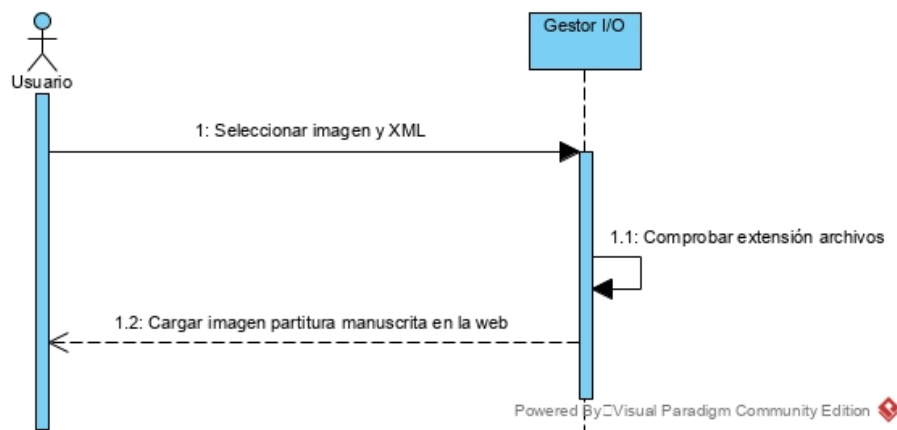 Gestor I/O
Usuario
1: Seleccionar imagen y XML
1.1: Comprobar extensión archivos
1.2: Cargar imagen partitura manuscrita en la web
Powered By Visual Paradigm Community Edition